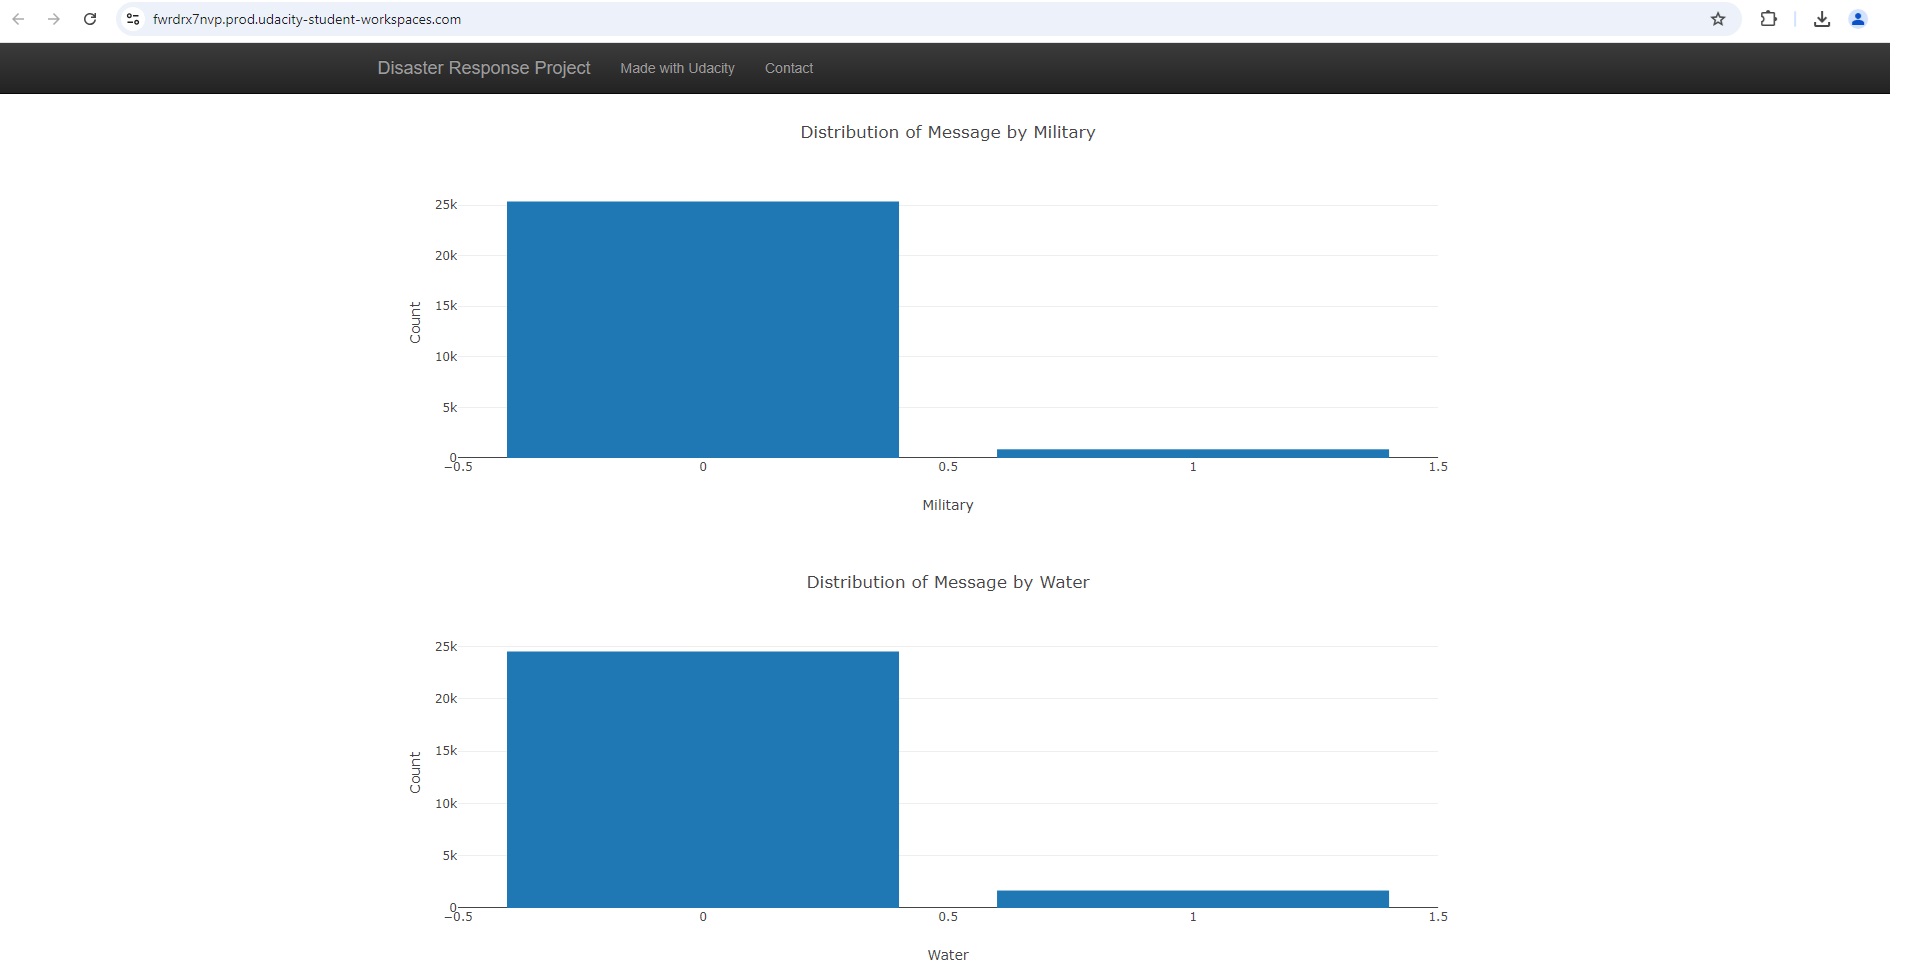 fwrdrx7nvp.prod.udacity-student-workspaces.com
Disaster Response Project Made with Udacity Contact
Distribution of Message by Military
25k
20k
15k
10k
5k
0
Count
−0.5 0 0.5 1 1.5
Military
Distribution of Message by Water
25k
20k
15k
10k
5k
0
Count
−0.5 0 0.5 1 1.5
Water